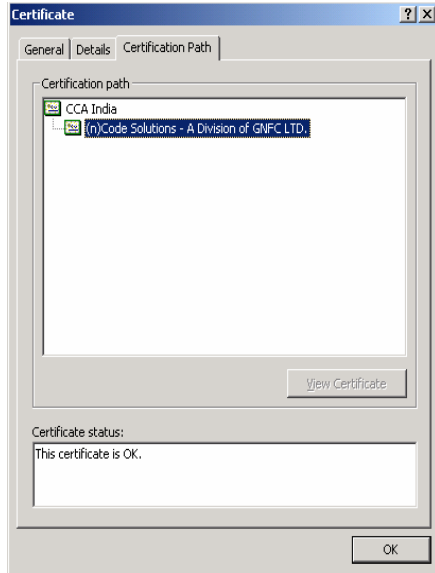 Certificate
General Details Certification Path
Certification path
CCA India
(n)Code Solutions - A Division of GNFC LTD.
View Certificate
Certificate status:
This certificate is OK.
OK